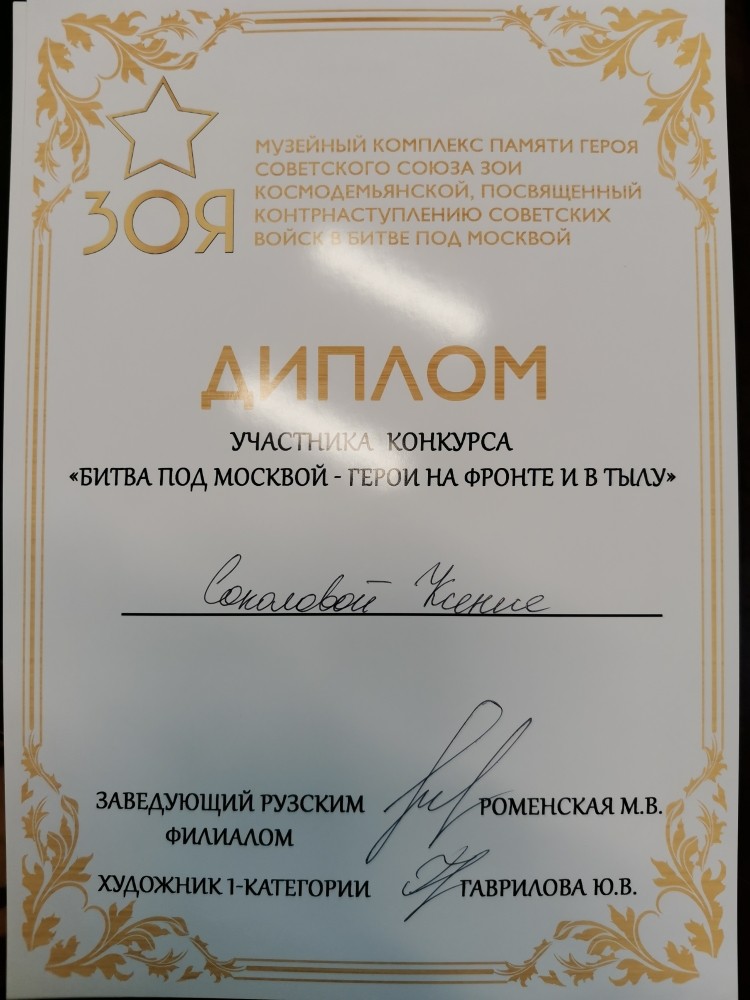 ЗОЯ
МУЗЕЙНЫЙ КОМПЛЕКС ПАМЯТИ ГЕРОЯ
СОВЕТСКОГО СОЮЗА ЗОИ
КОСМОДЕМЬЯНСКОЙ, ПОСВЯЩЕННЫЙ
КОНТРНАСТУПЛЕНИЮ СОВЕТСКИХ
ВОЙСК В БИТВЕ ПОД МОСКВОЙ
ДИПЛОМ
УЧАСТНИКА КОНКУРСА
«БИТВА ПОД МОСКВОЙ - ГЕРОИ НА ФРОНТЕ И В ТЫЛУ»
Соколовой Ксение
ЗАВЕДУЮЩИЙ РУЗСКИМ
ФИЛИАЛОМ
РОМЕНСКАЯ М.В.
ХУДОЖНИК 1-КАТЕГОРИИ
ГАВРИЛОВА Ю.В.